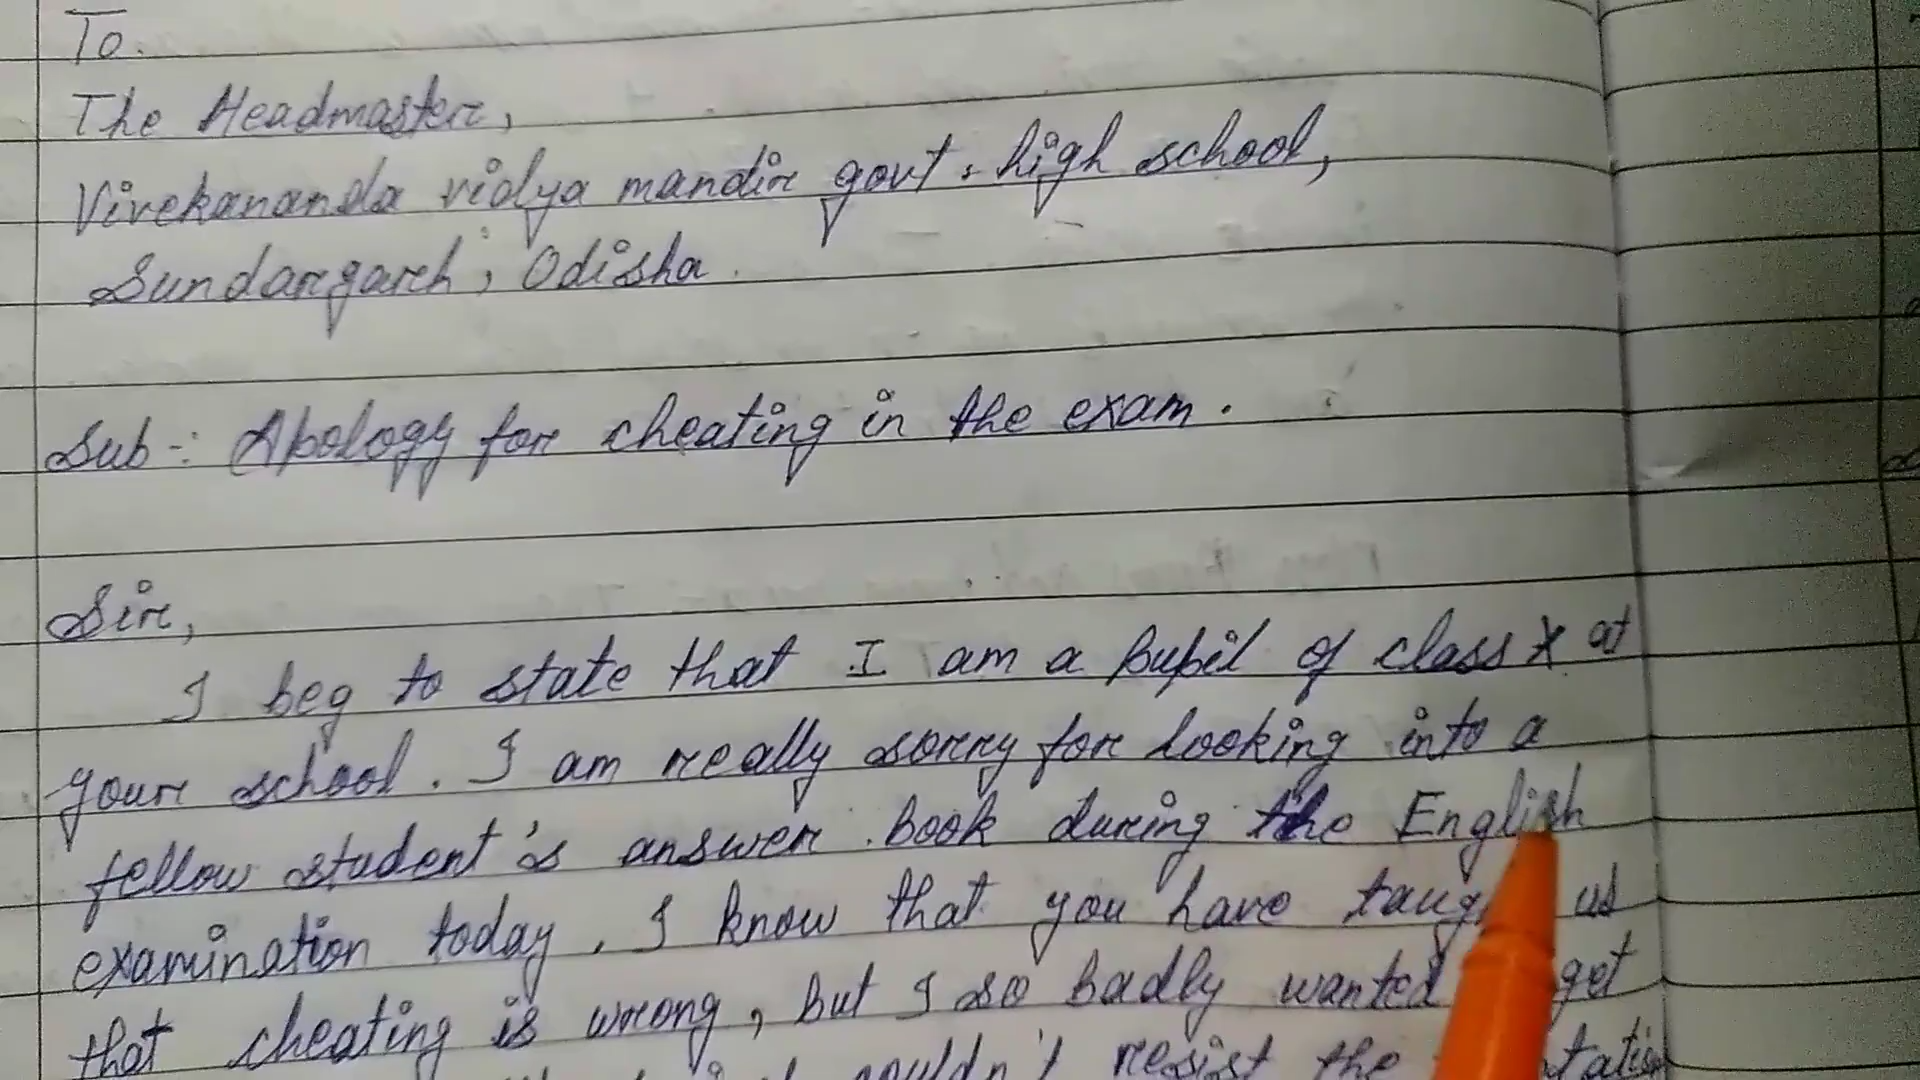 To.
The Headmaster,
Vivekananda vidya mandir govt. high school,
Sundargarh, Odisha.
Sub-: Apology for cheating in the exam.
Sir,
I beg to state that I am a pupil of class X at
your school. I am really sorry for looking into a
fellow student's answer book during the English
examination today. I know that you have us
that cheating is wrong, but I so badly wanted get
couldn't resist the